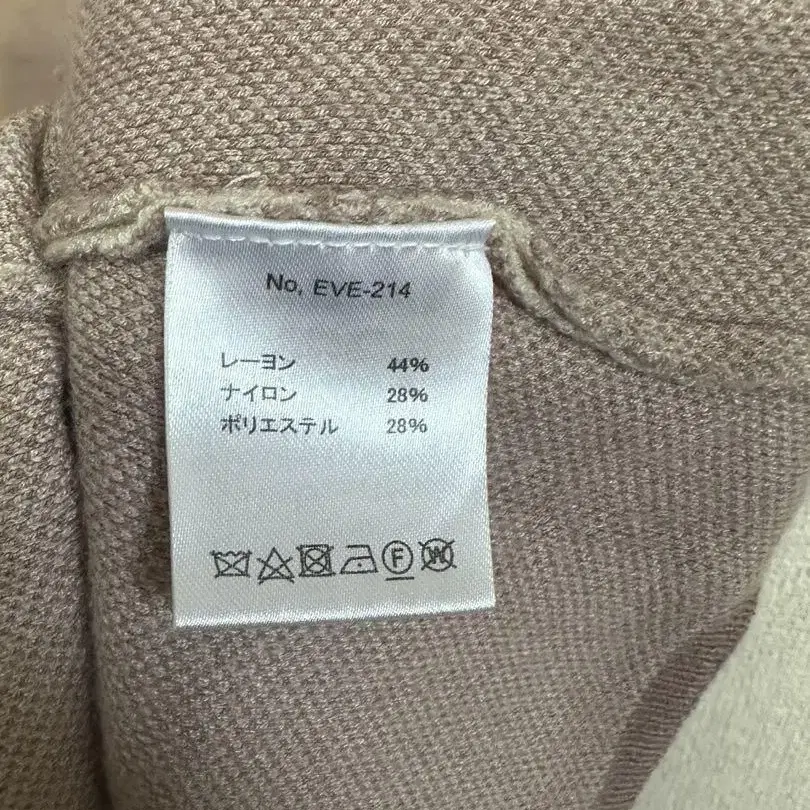 No, EVE-214
レーヨン 44%
ナイロン 28%
ポリエステル 28%
F W